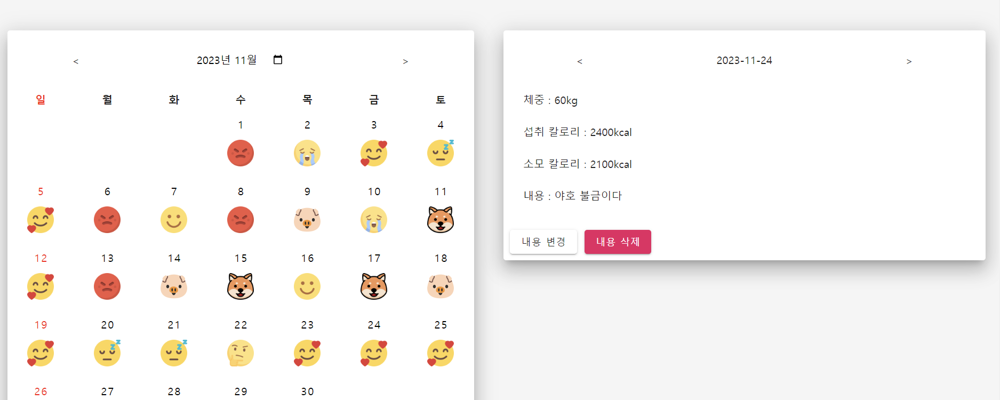 < 2023년 11월 >
일 월 화 수 목 금 토
1 2 3 4
5 6 7 8 9 10 11
12 13 14 15 16 17 18
19 20 21 22 23 24 25
26 27 28 29 30
< 2023-11-24 >
체중 : 60kg
섭취 칼로리 : 2400kcal
소모 칼로리 : 2100kcal
내용 : 야호 불금이다
내용 변경 내용 삭제